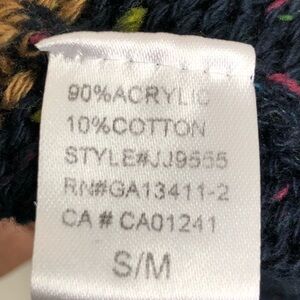 90%ACRYLIC
10%COTTON
STYLE#JJ9555
RN#GA13411-2
CA # CA01241
S/M